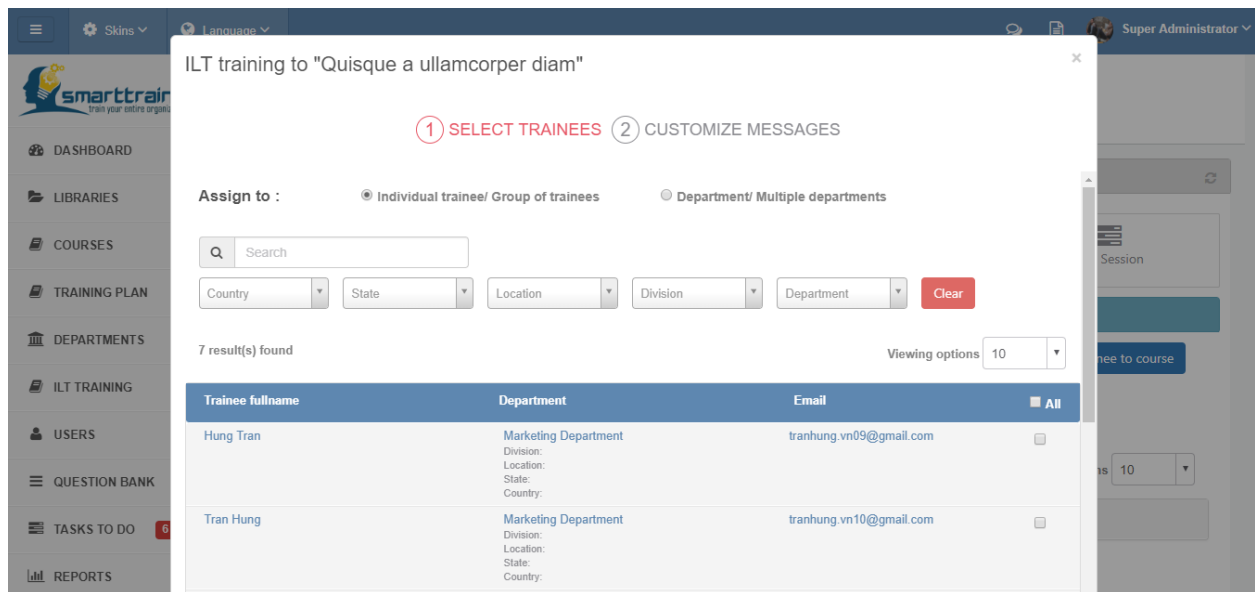 Skins
Language
Super Administrator
smarttrain
train your entire organiz
ILT training to "Quisque a ullamcorper diam"
×
1 SELECT TRAINEES 2 CUSTOMIZE MESSAGES
DASHBOARD
LIBRARIES
COURSES
TRAINING PLAN
DEPARTMENTS
ILT TRAINING
USERS
QUESTION BANK
TASKS TO DO 6
REPORTS
Assign to : Individual trainee/ Group of trainees Department/ Multiple departments
Search
Country State Location Division Department Clear
7 result(s) found Viewing options 10
Trainee fullname Department Email All
Hung Tran Marketing Department tranhung.vn09@gmail.com
Division:
Location:
State:
Country:
Tran Hung Marketing Department tranhung.vn10@gmail.com
Division:
Location:
State:
Country:
Session
nee to course
ns 10